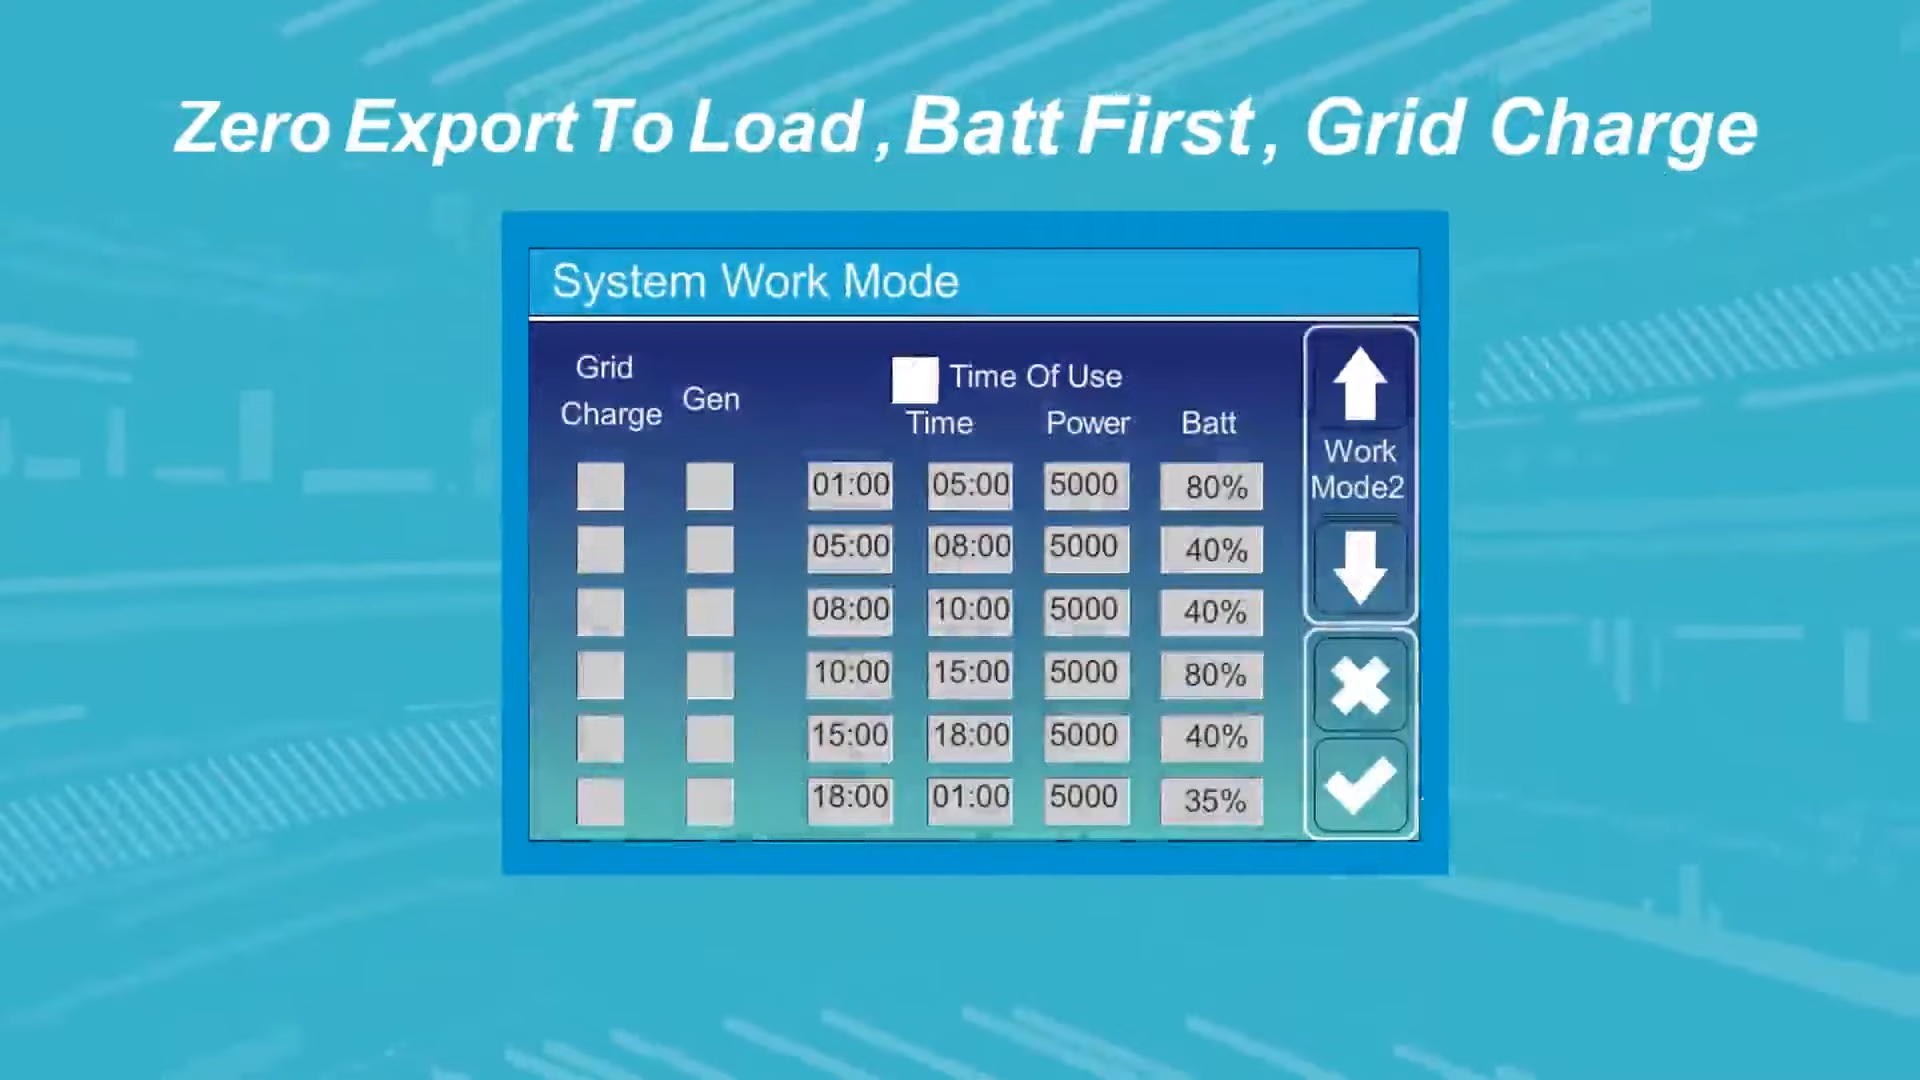 Zero Export To Load, Batt First, Grid Charge
System Work Mode
Grid Charge
Gen
Time Of Use
Time Power Batt
01:00 05:00 5000 80%
05:00 08:00 5000 40%
08:00 10:00 5000 40%
10:00 15:00 5000 80%
15:00 18:00 5000 40%
18:00 01:00 5000 35%
Work
Mode2